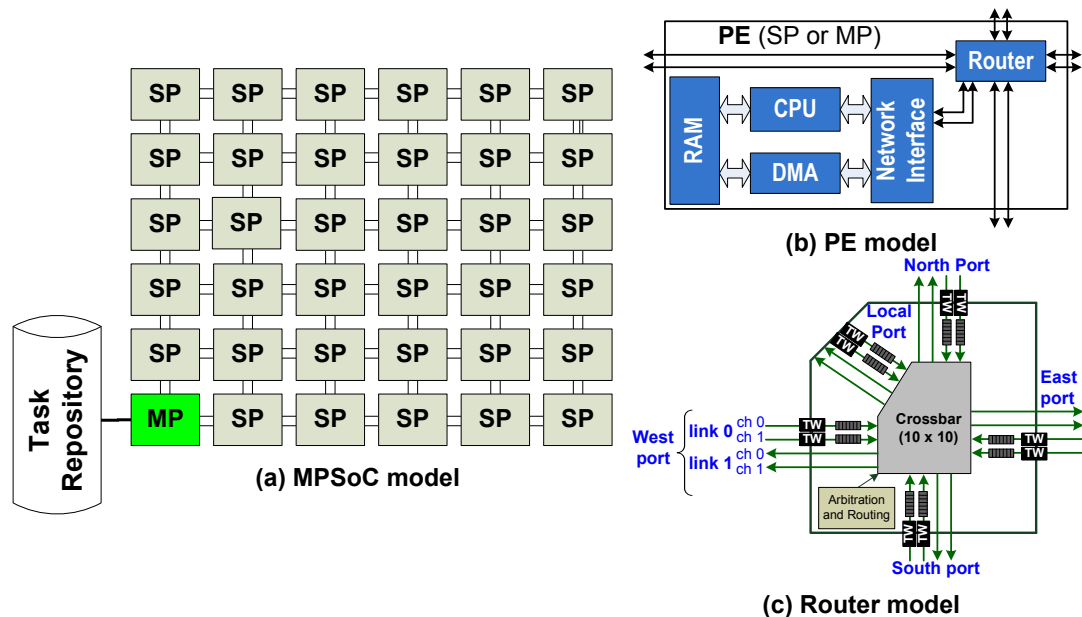 SP SP SP SP SP SP
SP SP SP SP SP SP
SP SP SP SP SP SP
SP SP SP SP SP SP
SP SP SP SP SP SP
MP SP SP SP SP SP
Task
Repository
(a) MPSoC model
PE (SP or MP)
Router
RAM
CPU
DMA
Network
Interface
(b) PE model
North Port
TW TW
Local
Port
TW
TW
East
port
Crossbar
(10 x 10)
West
port
link 0 ch 0
ch 1
link 1 ch 0
ch 1
TW
TW
TW
TW
Arbitration
and Routing
TW TW
South port
(c) Router model